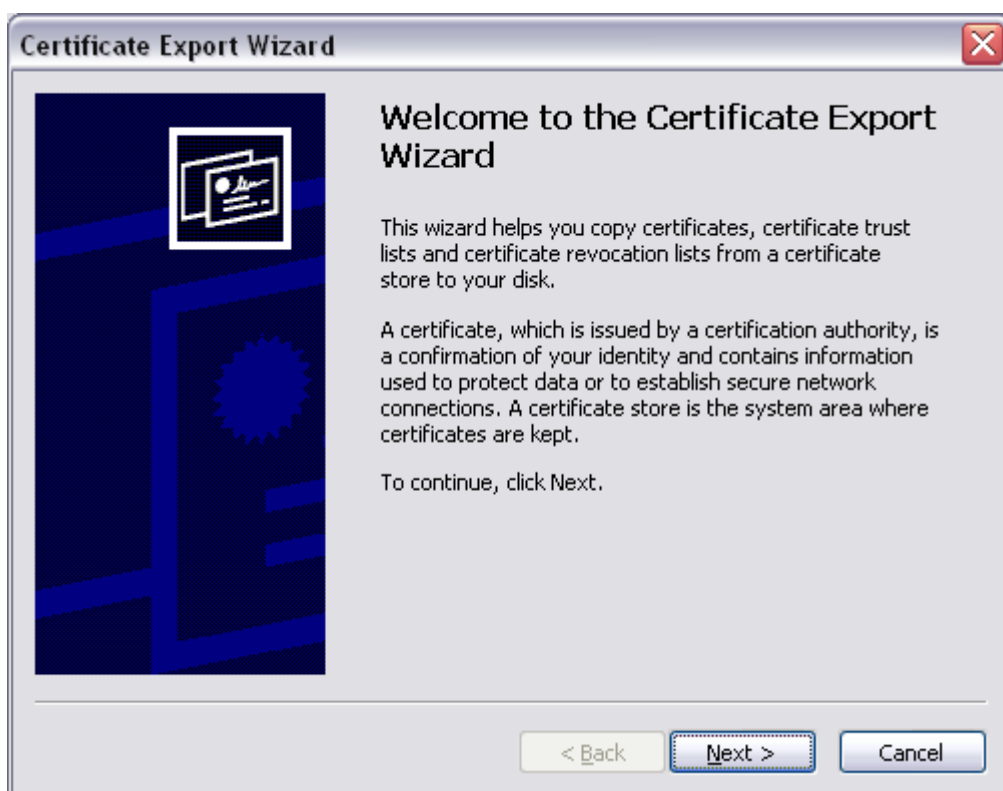 Certificate Export Wizard
Welcome to the Certificate Export
Wizard
This wizard helps you copy certificates, certificate trust
lists and certificate revocation lists from a certificate
store to your disk.
A certificate, which is issued by a certification authority, is
a confirmation of your identity and contains information
used to protect data or to establish secure network
connections. A certificate store is the system area where
certificates are kept.
To continue, click Next.
< Back Next > Cancel